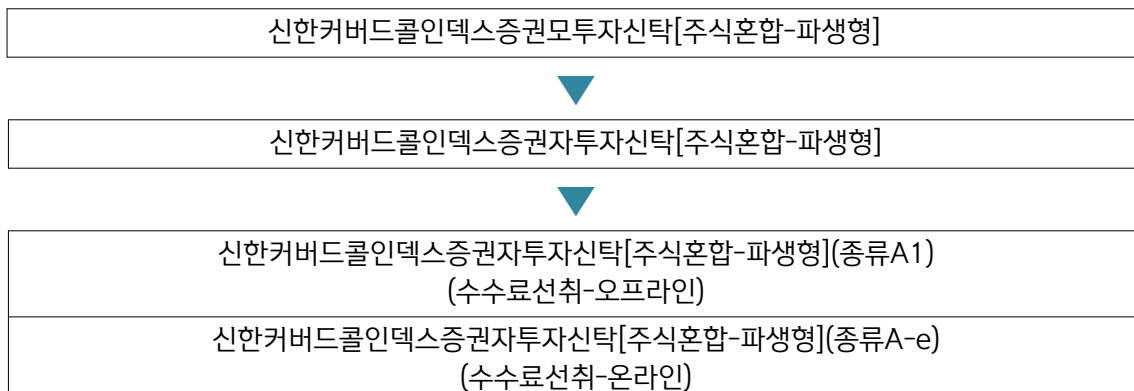 신한커버드콜인덱스증권모투자신탁[주식혼합-파생형]
신한커버드콜인덱스증권자투자신탁[주식혼합-파생형]
신한커버드콜인덱스증권자투자신탁[주식혼합-파생형](종류A1)
(수수료선취-오프라인)
신한커버드콜인덱스증권자투자신탁[주식혼합-파생형](종류A-e)
(수수료선취-온라인)